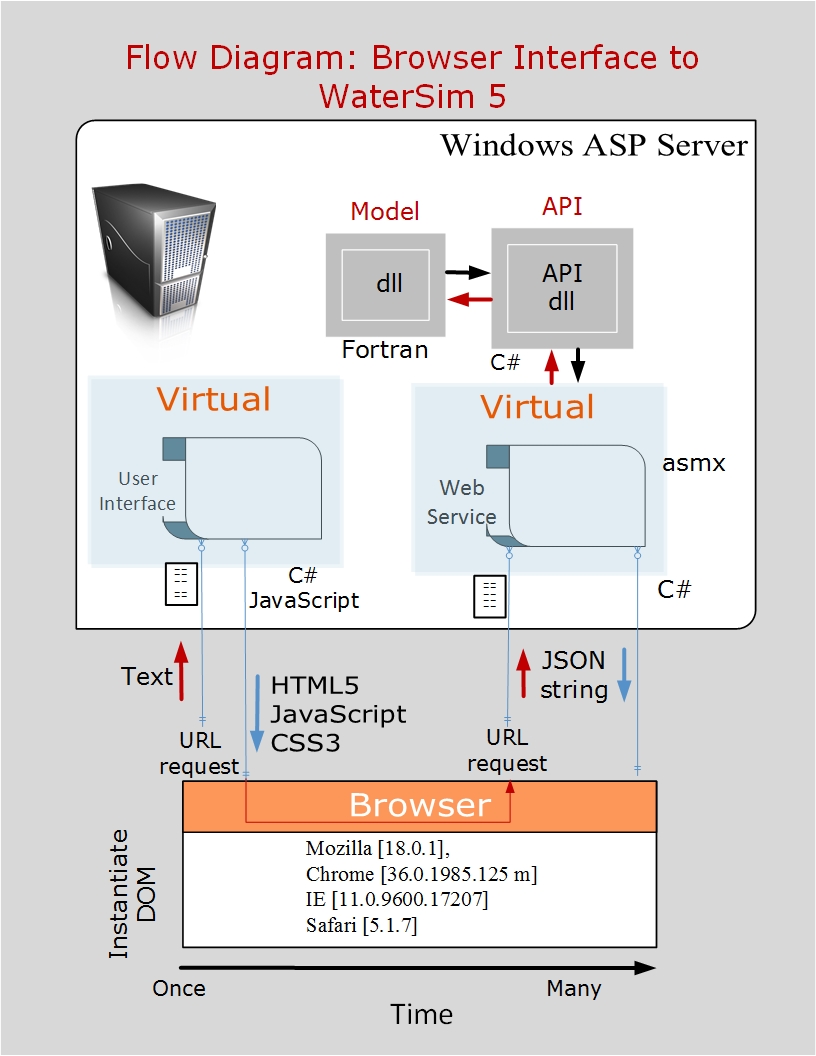 Flow Diagram: Browser Interface to
WaterSim 5
Windows ASP Server
Model
API
dll
API
dll
Fortran
C#
Virtual
Virtual
User
Interface
Web
Service
asmx
C#
JavaScript
C#
Text
HTML5
JavaScript
CSS3
JSON
string
URL
request
URL
request
Browser
Instantiate
DOM
Mozilla [18.0.1],
Chrome [36.0.1985.125 m]
IE [11.0.9600.17207]
Safari [5.1.7]
Once
Many
Time